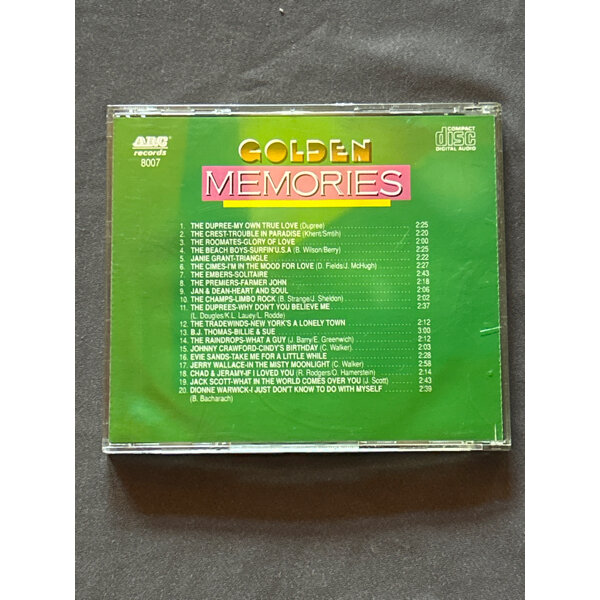 ABC®
records
8007
GOLDEN
MEMORIES
COMPACT
disc
DIGITAL AUDIO
1. THE DUPREE-MY OWN TRUE LOVE (Dupree) 2:25
2. THE CREST-TROUBLE IN PARADISE (Khent/Smith) 2:20
3. THE ROOMATES-GLORY OF LOVE 2:00
4. THE BEACH BOYS-SURFIN'U.S.A (B. Wilson/Berry) 2:25
5. JANIE GRANT-TRIANGLE 2:22
6. THE CIMES-I'M IN THE MOOD FOR LOVE (D. Fields/J. McHugh) 2:27
7. THE EMBERS-SOLITAIRE 2:43
8. THE PREMIERS-FARMER JOHN 2:18
9. JAN & DEAN-HEART AND SOUL 2:06
10. THE CHAMPS-LIMBO ROCK (B. Strange/J. Sheldon) 2:02
11. THE DUPREES-WHY DON'T YOU BELIEVE ME 2:37
(L. Dougles/K.L. Lauey/L. Rodde)
12. THE TRADEWINDS-NEW YORK'S A LONELY TOWN 2:12
13. B.J. THOMAS-BILLIE & SUE 3:03
14. THE RAINDROPS-WHAT A GUY (J. Barry/E. Greenwich) 2:12
15. JOHNNY CRAWFORD-CINDY'S BIRTHDAY (C. Walker) 2:03
16. EVIE SANDS-TAKE ME FOR A LITTLE WHILE 2:28
17. JERRY WALLACE-IN THE MISTY MOONLIGHT (C. Walker) 2:58
18. CHAD & JERAMY-IF I LOVED YOU (R. Rodgers/O. Hamerstein) 2:14
19. JACK SCOTT-WHAT IN THE WORLD COMES OVER YOU (J. Scott) 2:43
20. DIONNE WARWICK-I JUST DON'T KNOW TO DO WITH MYSELF 2:39
(B. Bacharach)